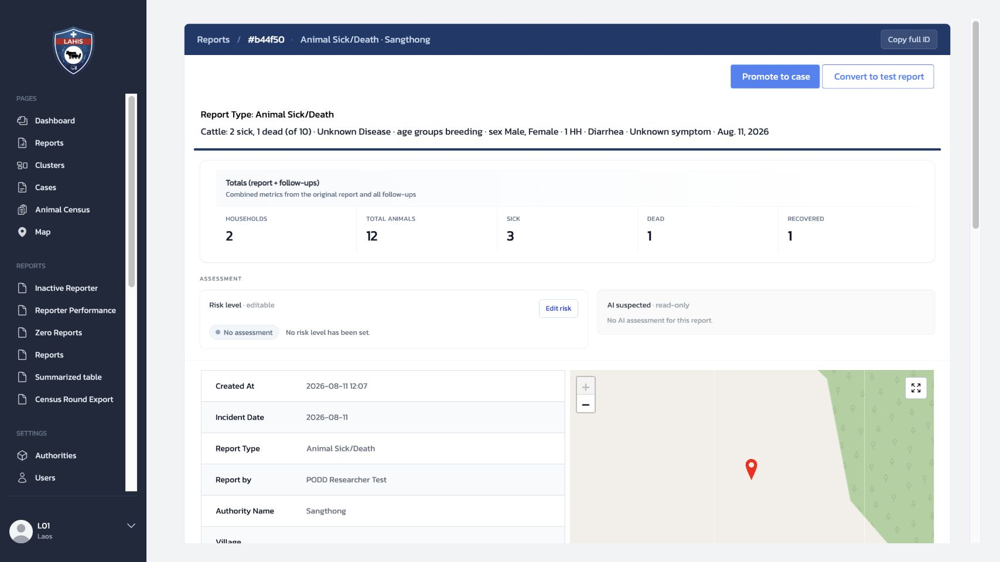 LAHIS
PAGES
Dashboard
Reports
Clusters
Cases
Animal Census
Map
REPORTS
Inactive Reporter
Reporter Performance
Zero Reports
Reports
Summarized table
Census Round Export
SETTINGS
Authorities
Users
L01
Laos
Reports / #b44f50 · Animal Sick/Death · Sangthong
Copy full ID
Promote to case
Convert to test report
Report Type: Animal Sick/Death
Cattle: 2 sick, 1 dead (of 10) · Unknown Disease · age groups breeding · sex Male, Female · 1 HH · Diarrhea · Unknown symptom · Aug. 11, 2026
Totals (report + follow-ups)
Combined metrics from the original report and all follow-ups
HOUSEHOLDS
2
TOTAL ANIMALS
12
SICK
3
DEAD
1
RECOVERED
1
ASSESSMENT
Risk level · editable
Edit risk
No assessment
No risk level has been set.
AI suspected · read-only
No AI assessment for this report.
Created At 2026-08-11 12:07
Incident Date 2026-08-11
Report Type Animal Sick/Death
Report by PODD Researcher Test
Authority Name Sangthong
Village
+
−